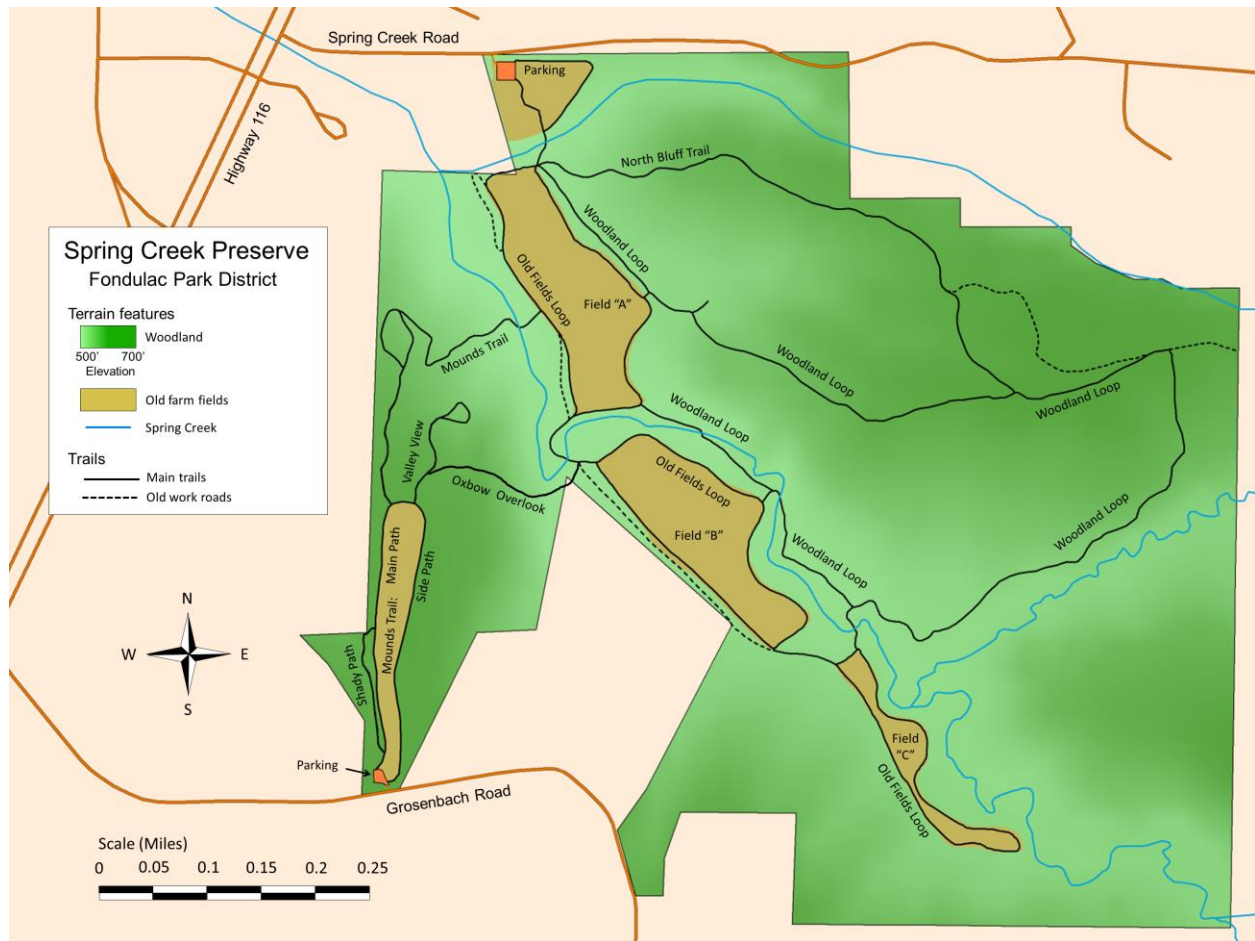 Spring Creek Road
Parking
Highway 116
North Bluff Trail
Woodland Loop
Spring Creek Preserve
Fondulac Park District
Terrain features
Woodland
500' 700'
Elevation
Old farm fields
Spring Creek
Trails
Main trails
Old work roads
Old Fields Loop
Field "A"
Mounds Trail
Woodland Loop
Woodland Loop
Woodland Loop
Valley View
Oxbow Overlook
Old Fields Loop
Field "B"
Woodland Loop
Woodland Loop
Mounds Trail: Main Path
Side Path
Shady Path
N
W E
S
Field
"C"
Old Fields Loop
Parking
Grosenbach Road
Scale (Miles)
0 0.05 0.1 0.15 0.2 0.25